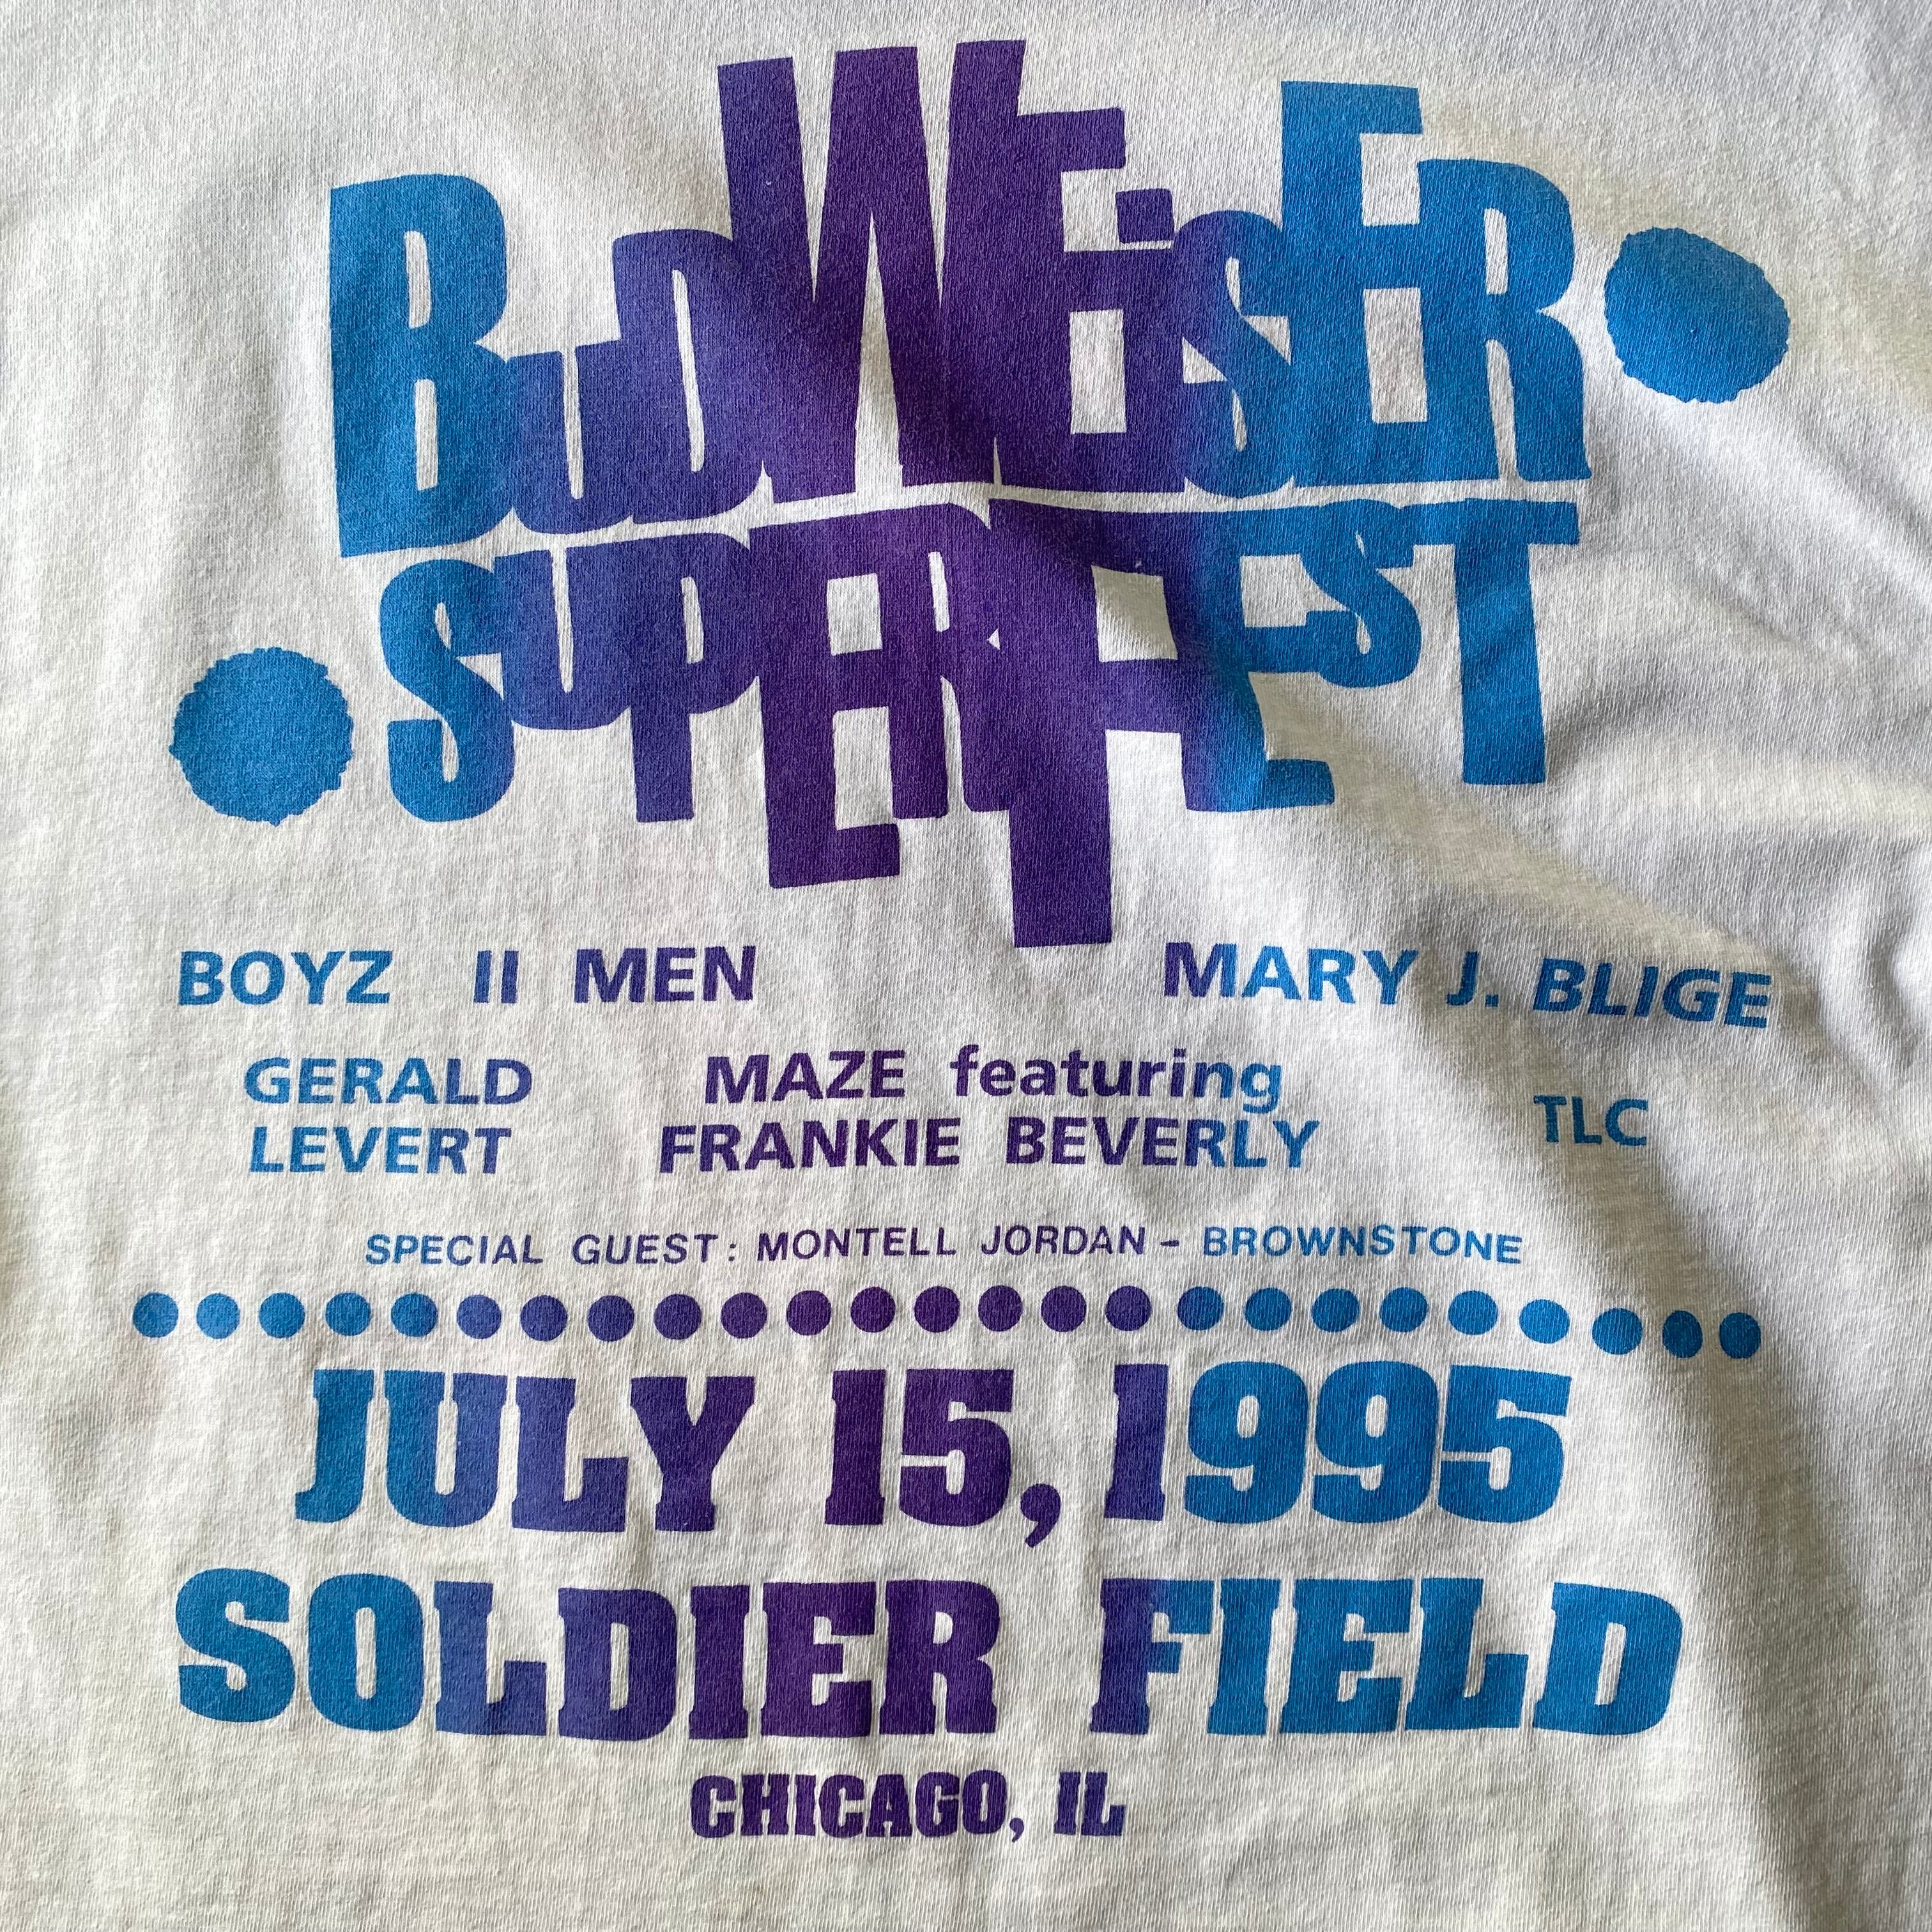 BUDWEiSER
SUPERFEST
BOYZ II MEN MARY J. BLIGE
GERALD LEVERT
MAZE featuring
FRANKIE BEVERLY
TLC
SPECIAL GUEST: MONTELL JORDAN - BROWNSTONE
JULY 15, 1995
SOLDIER FIELD
CHICAGO, IL